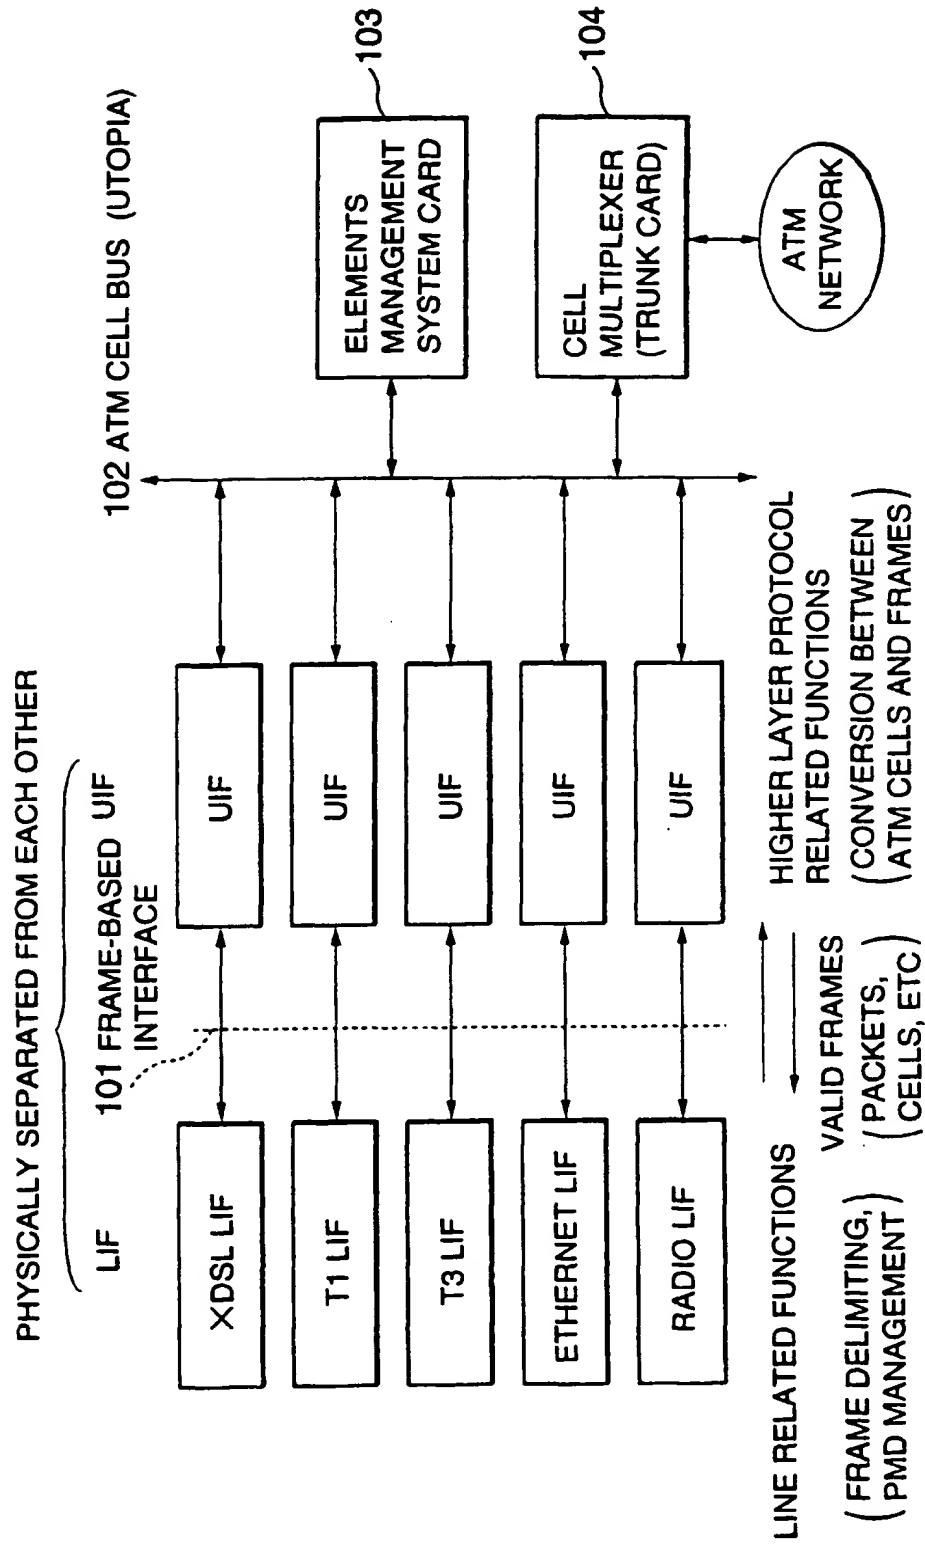 PHYSICALLY SEPARATED FROM EACH OTHER
LIF
UIF
101 FRAME-BASED
INTERFACE
102 ATM CELL BUS (UTOPIA)
XDSL LIF
UIF
T1 LIF
UIF
T3 LIF
UIF
ETHERNET LIF
UIF
RADIO LIF
UIF
103
ELEMENTS
MANAGEMENT
SYSTEM CARD
104
CELL
MULTIPLEXER
(TRUNK CARD)
ATM
NETWORK
LINE RELATED FUNCTIONS
(FRAME DELIMITING,
PMD MANAGEMENT)
VALID FRAMES
(PACKETS,
CELLS, ETC)
HIGHER LAYER PROTOCOL
RELATED FUNCTIONS
(CONVERSION BETWEEN
ATM CELLS AND FRAMES)